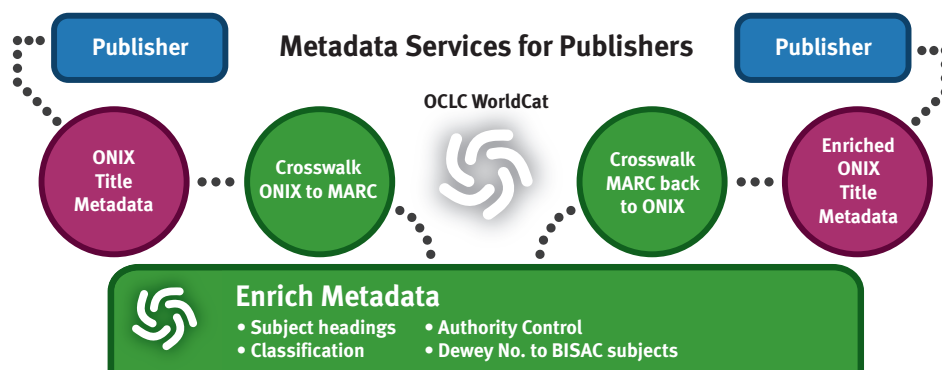 Publisher
Metadata Services for Publishers
Publisher
OCLC WorldCat
ONIX
Title
Metadata
Crosswalk
ONIX to MARC
Crosswalk
MARC back
to ONIX
Enriched
ONIX
Title
Metadata
Enrich Metadata
• Subject headings • Authority Control
• Classification • Dewey No. to BISAC subjects